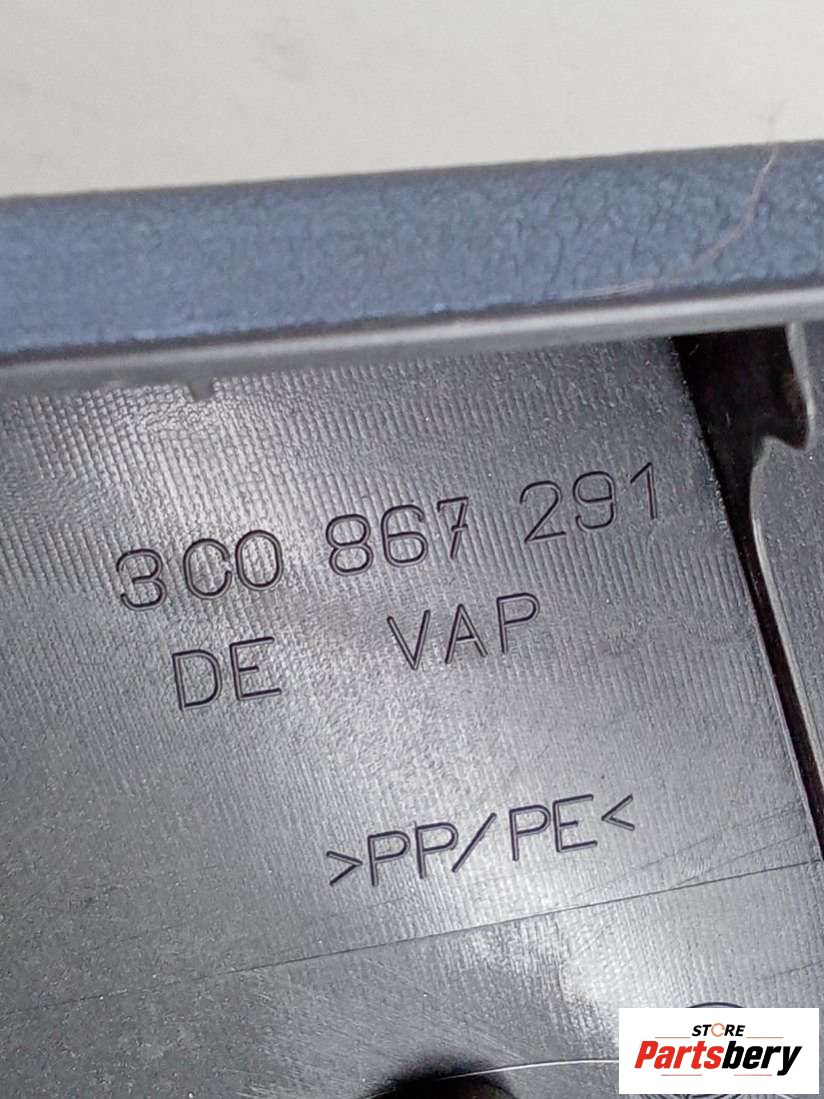 3C0 867 291
DE VAP
>PP/PE<
STORE
Partsbery